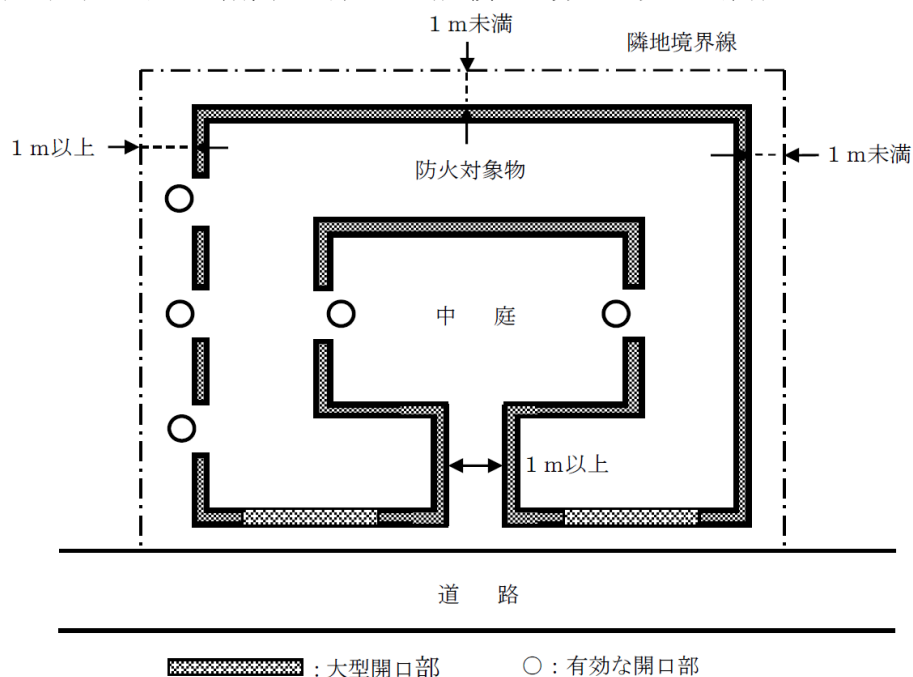 1m未満
隣地境界線
1m以上
防火対象物
1m未満
中 庭
1m以上
道 路
:大型開口部
○:有効な開口部